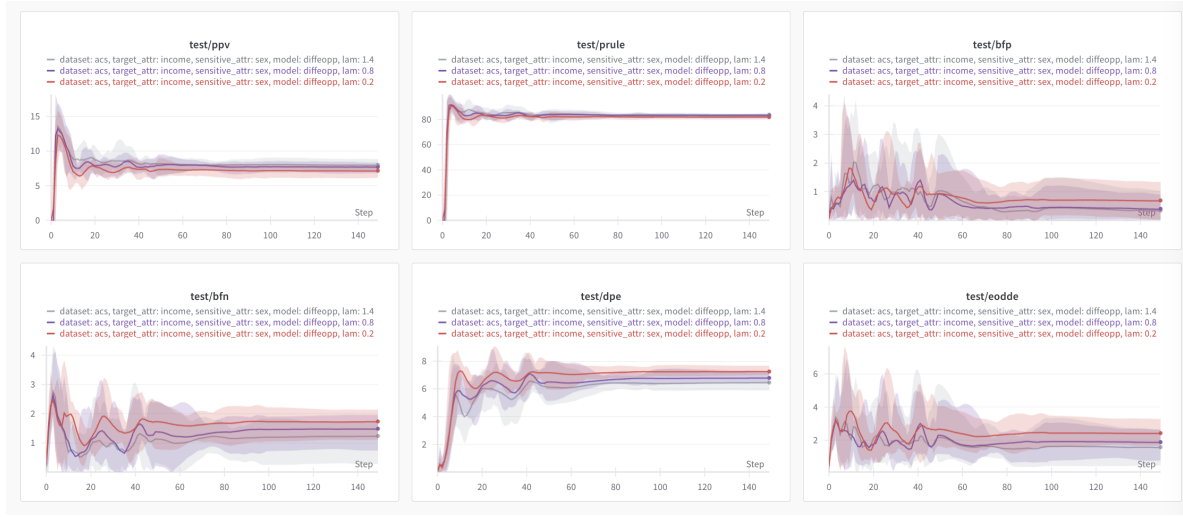 test/ppv
dataset: acs, target_attr: income, sensitive_attr: sex, model: diffeopp, lam: 1.4
dataset: acs, target_attr: income, sensitive_attr: sex, model: diffeopp, lam: 0.8
dataset: acs, target_attr: income, sensitive_attr: sex, model: diffeopp, lam: 0.2
15
10
5
0
Step
0 20 40 60 80 100 120 140
test/prule
dataset: acs, target_attr: income, sensitive_attr: sex, model: diffeopp, lam: 1.4
dataset: acs, target_attr: income, sensitive_attr: sex, model: diffeopp, lam: 0.8
dataset: acs, target_attr: income, sensitive_attr: sex, model: diffeopp, lam: 0.2
80
60
40
20
0
Step
0 20 40 60 80 100 120 140
test/bfp
dataset: acs, target_attr: income, sensitive_attr: sex, model: diffeopp, lam: 1.4
dataset: acs, target_attr: income, sensitive_attr: sex, model: diffeopp, lam: 0.8
dataset: acs, target_attr: income, sensitive_attr: sex, model: diffeopp, lam: 0.2
4
3
2
1
Step
0 20 40 60 80 100 120 140
test/bfn
dataset: acs, target_attr: income, sensitive_attr: sex, model: diffeopp, lam: 1.4
dataset: acs, target_attr: income, sensitive_attr: sex, model: diffeopp, lam: 0.8
dataset: acs, target_attr: income, sensitive_attr: sex, model: diffeopp, lam: 0.2
4
3
2
1
Step
0 20 40 60 80 100 120 140
test/dpe
dataset: acs, target_attr: income, sensitive_attr: sex, model: diffeopp, lam: 1.4
dataset: acs, target_attr: income, sensitive_attr: sex, model: diffeopp, lam: 0.8
dataset: acs, target_attr: income, sensitive_attr: sex, model: diffeopp, lam: 0.2
8
6
4
2
Step
0 20 40 60 80 100 120 140
test/eodde
dataset: acs, target_attr: income, sensitive_attr: sex, model: diffeopp, lam: 1.4
dataset: acs, target_attr: income, sensitive_attr: sex, model: diffeopp, lam: 0.8
dataset: acs, target_attr: income, sensitive_attr: sex, model: diffeopp, lam: 0.2
6
4
2
Step
0 20 40 60 80 100 120 140